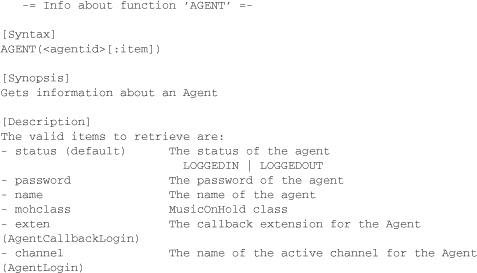 -= Info about function ’AGENT’ =-
[Syntax]
AGENT(<agentid>[:item])
[Synopsis]
Gets information about an Agent
[Description]
The valid items to retrieve are:
- status (default) The status of the agent
LOGGEDIN | LOGGEDOUT
- password The password of the agent
- name The name of the agent
- mohclass MusicOnHold class
- exten The callback extension for the Agent
(AgentCallbackLogin)
- channel The name of the active channel for the Agent
(AgentLogin)